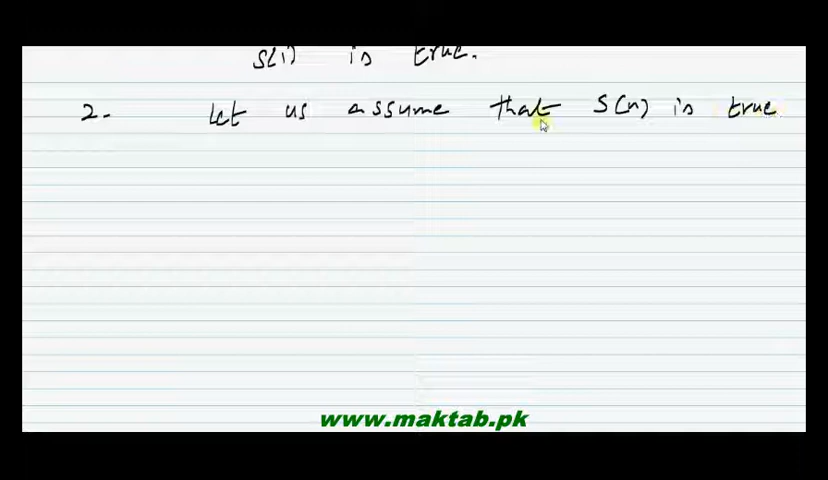 S(1) is true.
2. Let us assume that S(n) is true
www.maktab.pk